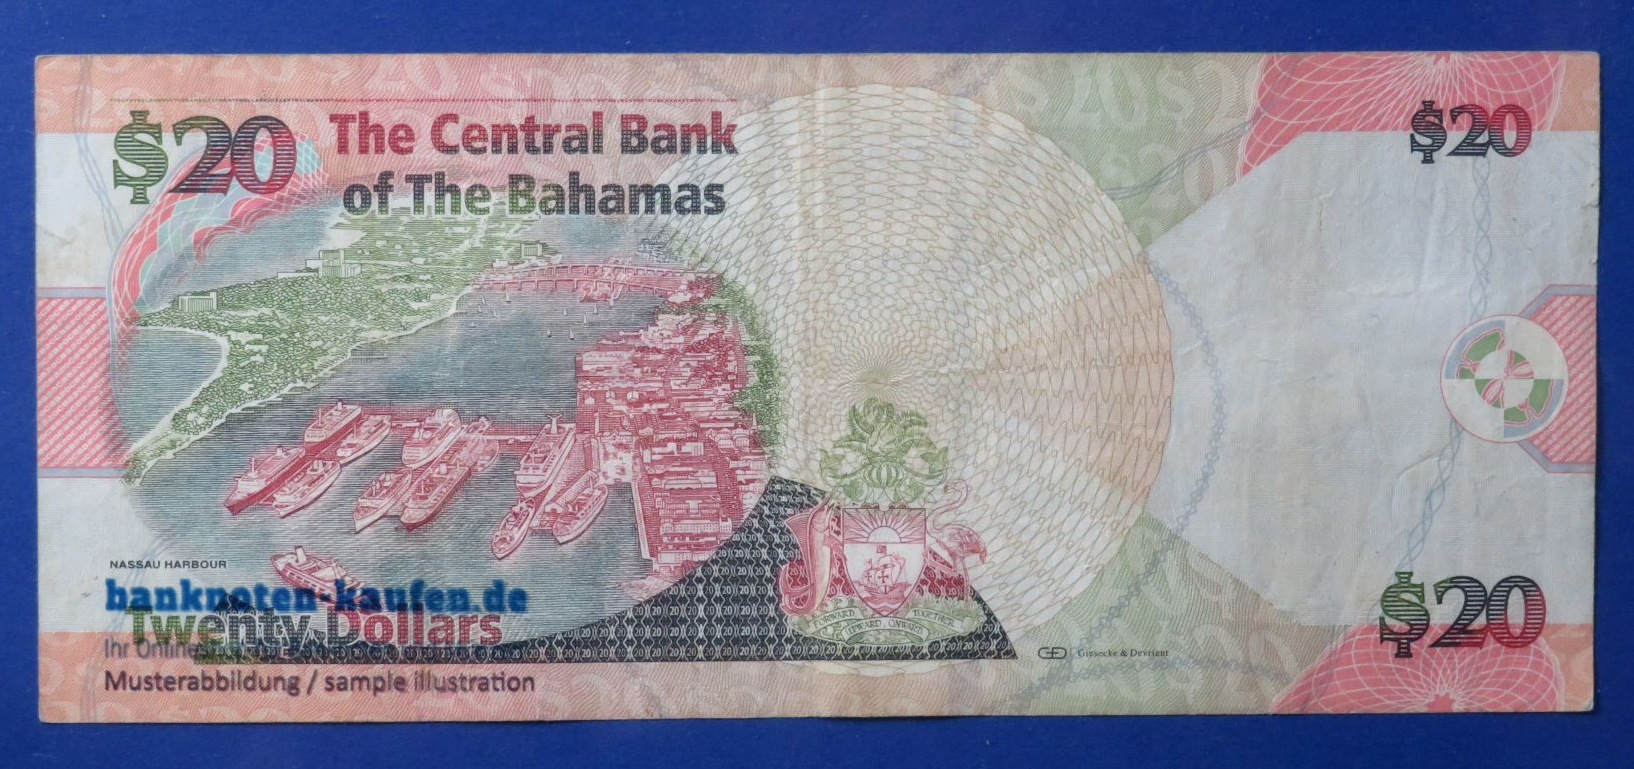 $20
The Central Bank
of The Bahamas
$20
NASSAU HARBOUR
banknoten-kaufen.de
Twenty Dollars
Ihr
Musterabbildung / sample illustration
FORWARD UPWARD ONWARD TOGETHER
Giesecke & Devrient
$20